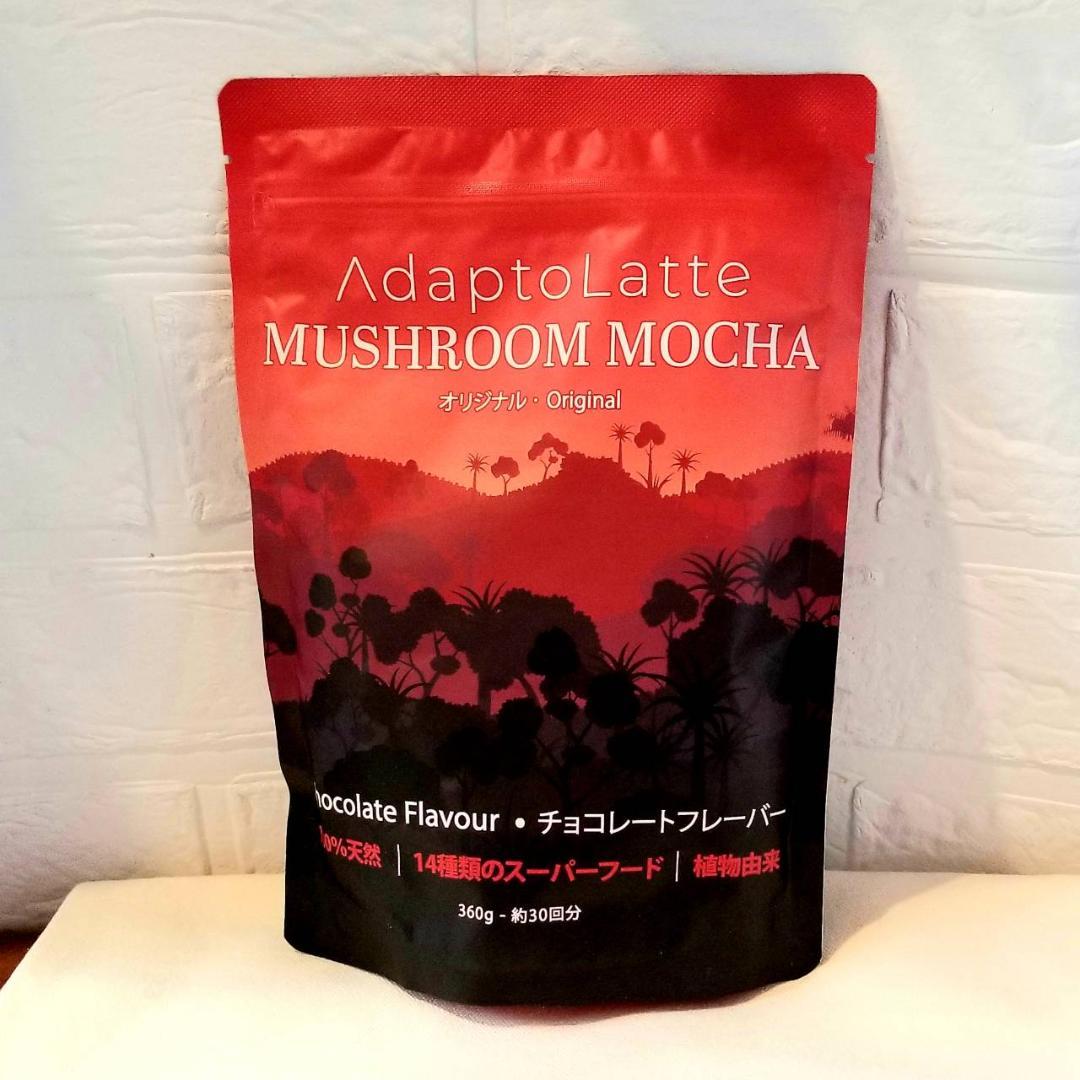 AdaptoLatte
MUSHROOM MOCHA
オリジナル · Original
hocolate Flavour • チョコレートフレーバー
0%天然 | 14種類のスーパーフード | 植物由来
360g - 約30回分